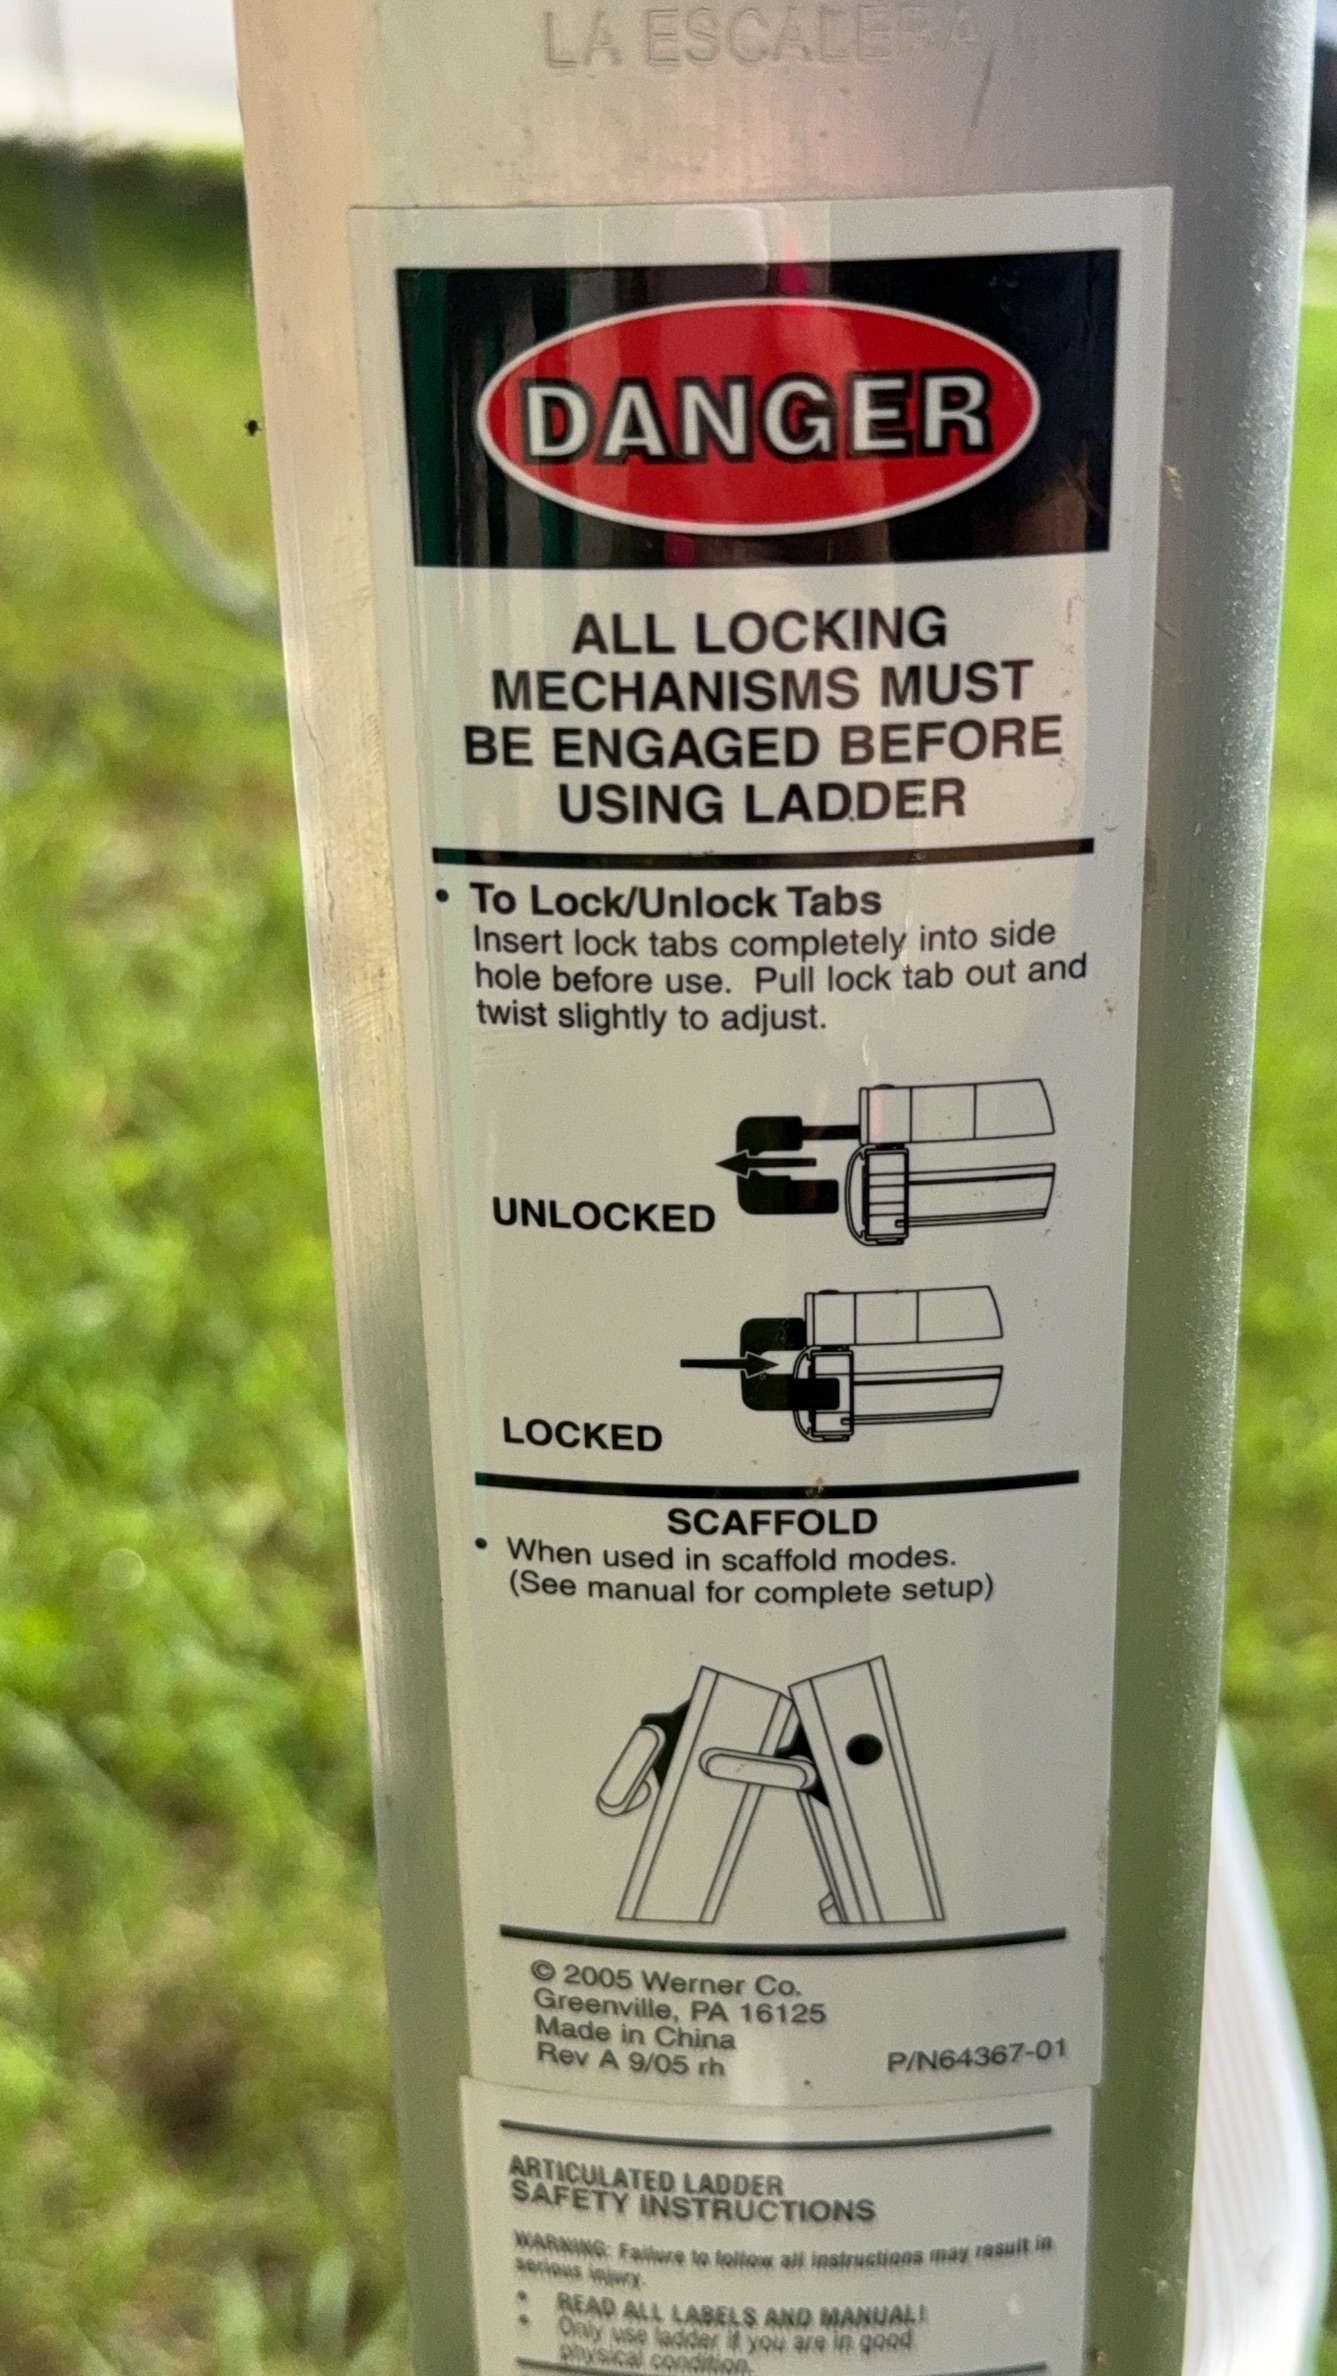 LA ESCALERA
DANGER
ALL LOCKING
MECHANISMS MUST
BE ENGAGED BEFORE
USING LADDER
• To Lock/Unlock Tabs
Insert lock tabs completely into side
hole before use. Pull lock tab out and
twist slightly to adjust.
UNLOCKED
LOCKED
SCAFFOLD
• When used in scaffold modes.
(See manual for complete setup)
© 2005 Werner Co.
Greenville, PA 16125
Made in China
Rev A 9/05 rh
P/N64367-01
ARTICULATED LADDER
SAFETY INSTRUCTIONS
WARNING: Failure to follow all instructions may result in
serious injury.
• READ ALL LABELS AND MANUAL!
• Only use ladder if you are in good
physical condition.